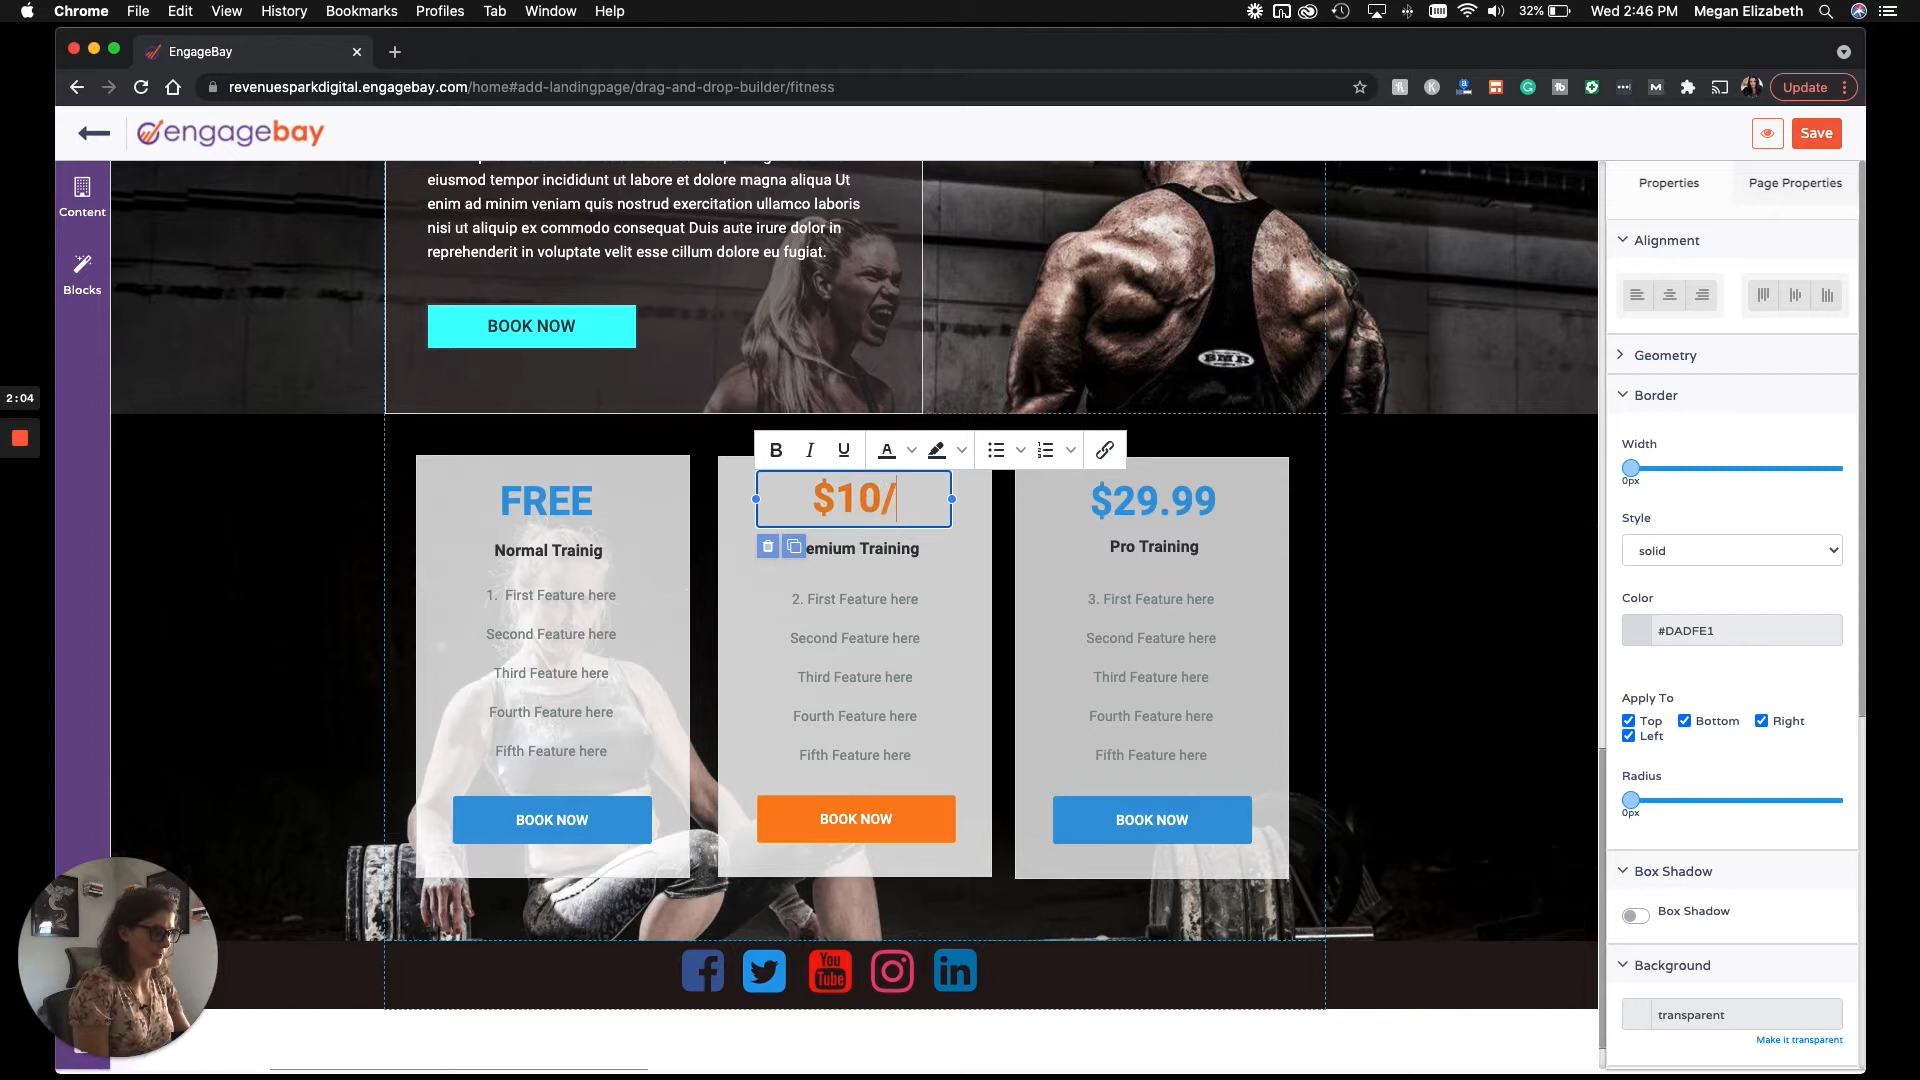 Chrome File Edit View History Bookmarks Profiles Tab Window Help 32% Wed 2:46 PM Megan Elizabeth
EngageBay
revenuesparkdigital.engagebay.com/home#add-landingpage/drag-and-drop-builder/fitness
Update
engagebay
Save
Content
Blocks
2:04
eiusmod tempor incididunt ut labore et dolore magna aliqua Ut
enim ad minim veniam quis nostrud exercitation ullamco laboris
nisi ut aliquip ex commodo consequat Duis aute irure dolor in
reprehenderit in voluptate velit esse cillum dolore eu fugiat.
BOOK NOW
BMR
B I U A
FREE
Normal Trainig
1. First Feature here
Second Feature here
Third Feature here
Fourth Feature here
Fifth Feature here
BOOK NOW
$10/
emium Training
2. First Feature here
Second Feature here
Third Feature here
Fourth Feature here
Fifth Feature here
BOOK NOW
$29.99
Pro Training
3. First Feature here
Second Feature here
Third Feature here
Fourth Feature here
Fifth Feature here
BOOK NOW
You
Tube
in
Properties Page Properties
Alignment
Geometry
Border
Width
0px
Style
solid
Color
#DADFE1
Apply To
Top Bottom Right
Left
Radius
0px
Box Shadow
Box Shadow
Background
transparent
Make it transparent